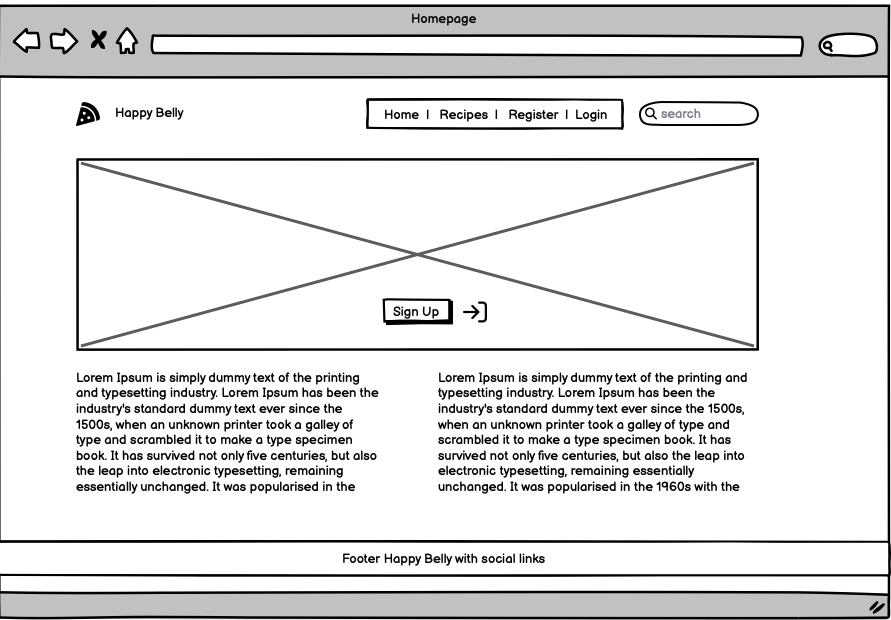 Homepage
Happy Belly
Home | Recipes | Register | Login
search
Sign Up
Lorem Ipsum is simply dummy text of the printing
and typesetting industry. Lorem Ipsum has been the
industry's standard dummy text ever since the
1500s, when an unknown printer took a galley of
type and scrambled it to make a type specimen
book. It has survived not only five centuries, but also
the leap into electronic typesetting, remaining
essentially unchanged. It was popularised in the
Lorem Ipsum is simply dummy text of the printing and
typesetting industry. Lorem Ipsum has been the
industry's standard dummy text ever since the 1500s,
when an unknown printer took a galley of type and
scrambled it to make a type specimen book. It has
survived not only five centuries, but also the leap into
electronic typesetting, remaining essentially
unchanged. It was popularised in the 1960s with the
Footer Happy Belly with social links